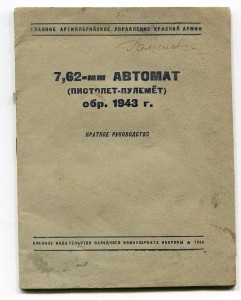 ГЛАВНОЕ АРТИЛЛЕРИЙСКОЕ УПРАВЛЕНИЕ КРАСНОЙ АРМИИ
7,62-мм АВТОМАТ
(ПИСТОЛЕТ-ПУЛЕМЁТ)
обр. 1943 г.
КРАТКОЕ РУКОВОДСТВО
ВОЕННОЕ ИЗДАТЕЛЬСТВО НАРОДНОГО КОМИССАРИАТА ОБОРОНЫ ★